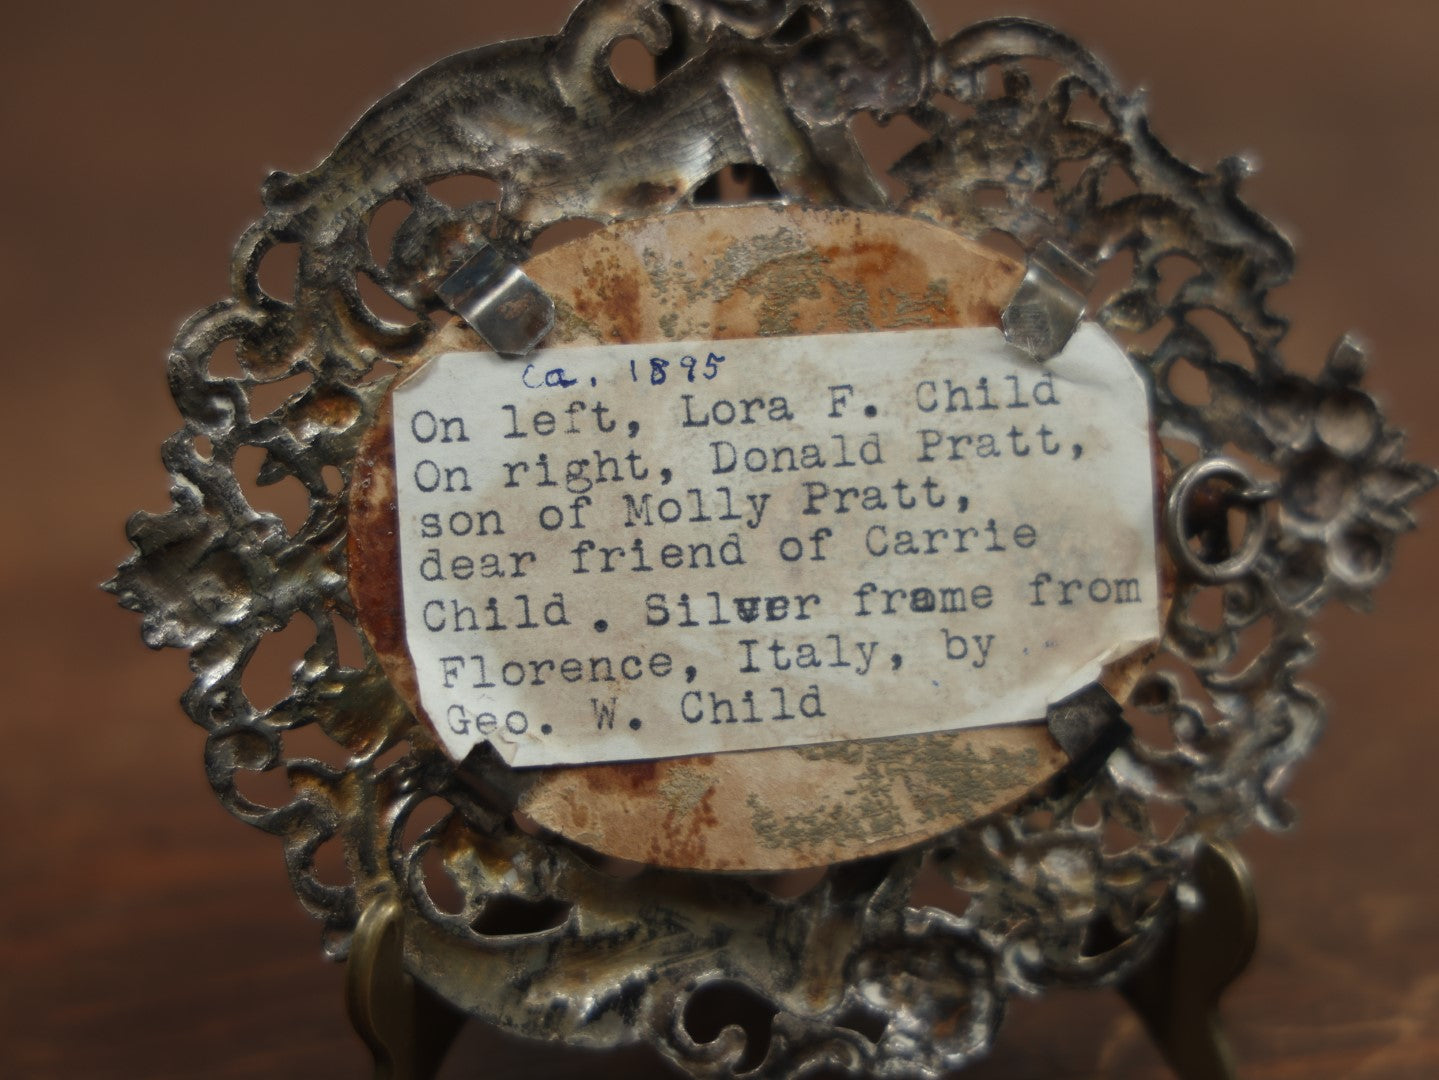 ca. 1895
On left, Lora F. Child
On right, Donald Pratt,
son of Molly Pratt,
dear friend of Carrie
Child. Silver frame from
Florence, Italy, by
Geo. W. Child